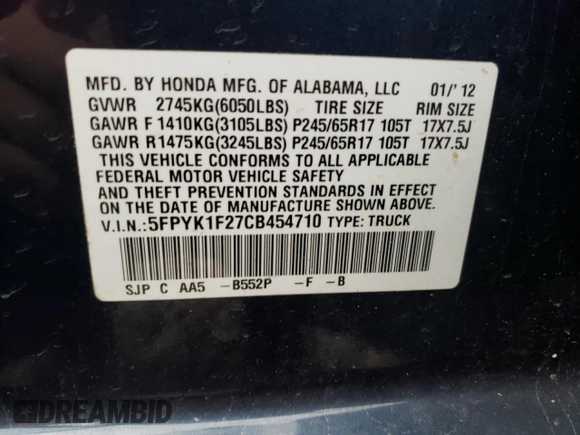 MFD. BY HONDA MFG. OF ALABAMA, LLC 01/'12
GVWR 2745KG(6050LBS) TIRE SIZE RIM SIZE
GAWR F 1410KG(3105LBS) P245/65R17 105T 17X7.5J
GAWR R1475KG(3245LBS) P245/65R17 105T 17X7.5J
THIS VEHICLE CONFORMS TO ALL APPLICABLE
FEDERAL MOTOR VEHICLE SAFETY
AND THEFT PREVENTION STANDARDS IN EFFECT
ON THE DATE OF MANUFACTURE SHOWN ABOVE.
V.I.N.:5FPYK1F27CB454710 TYPE: TRUCK
SJP C AA5 -B552P -F -B
DREAMBID